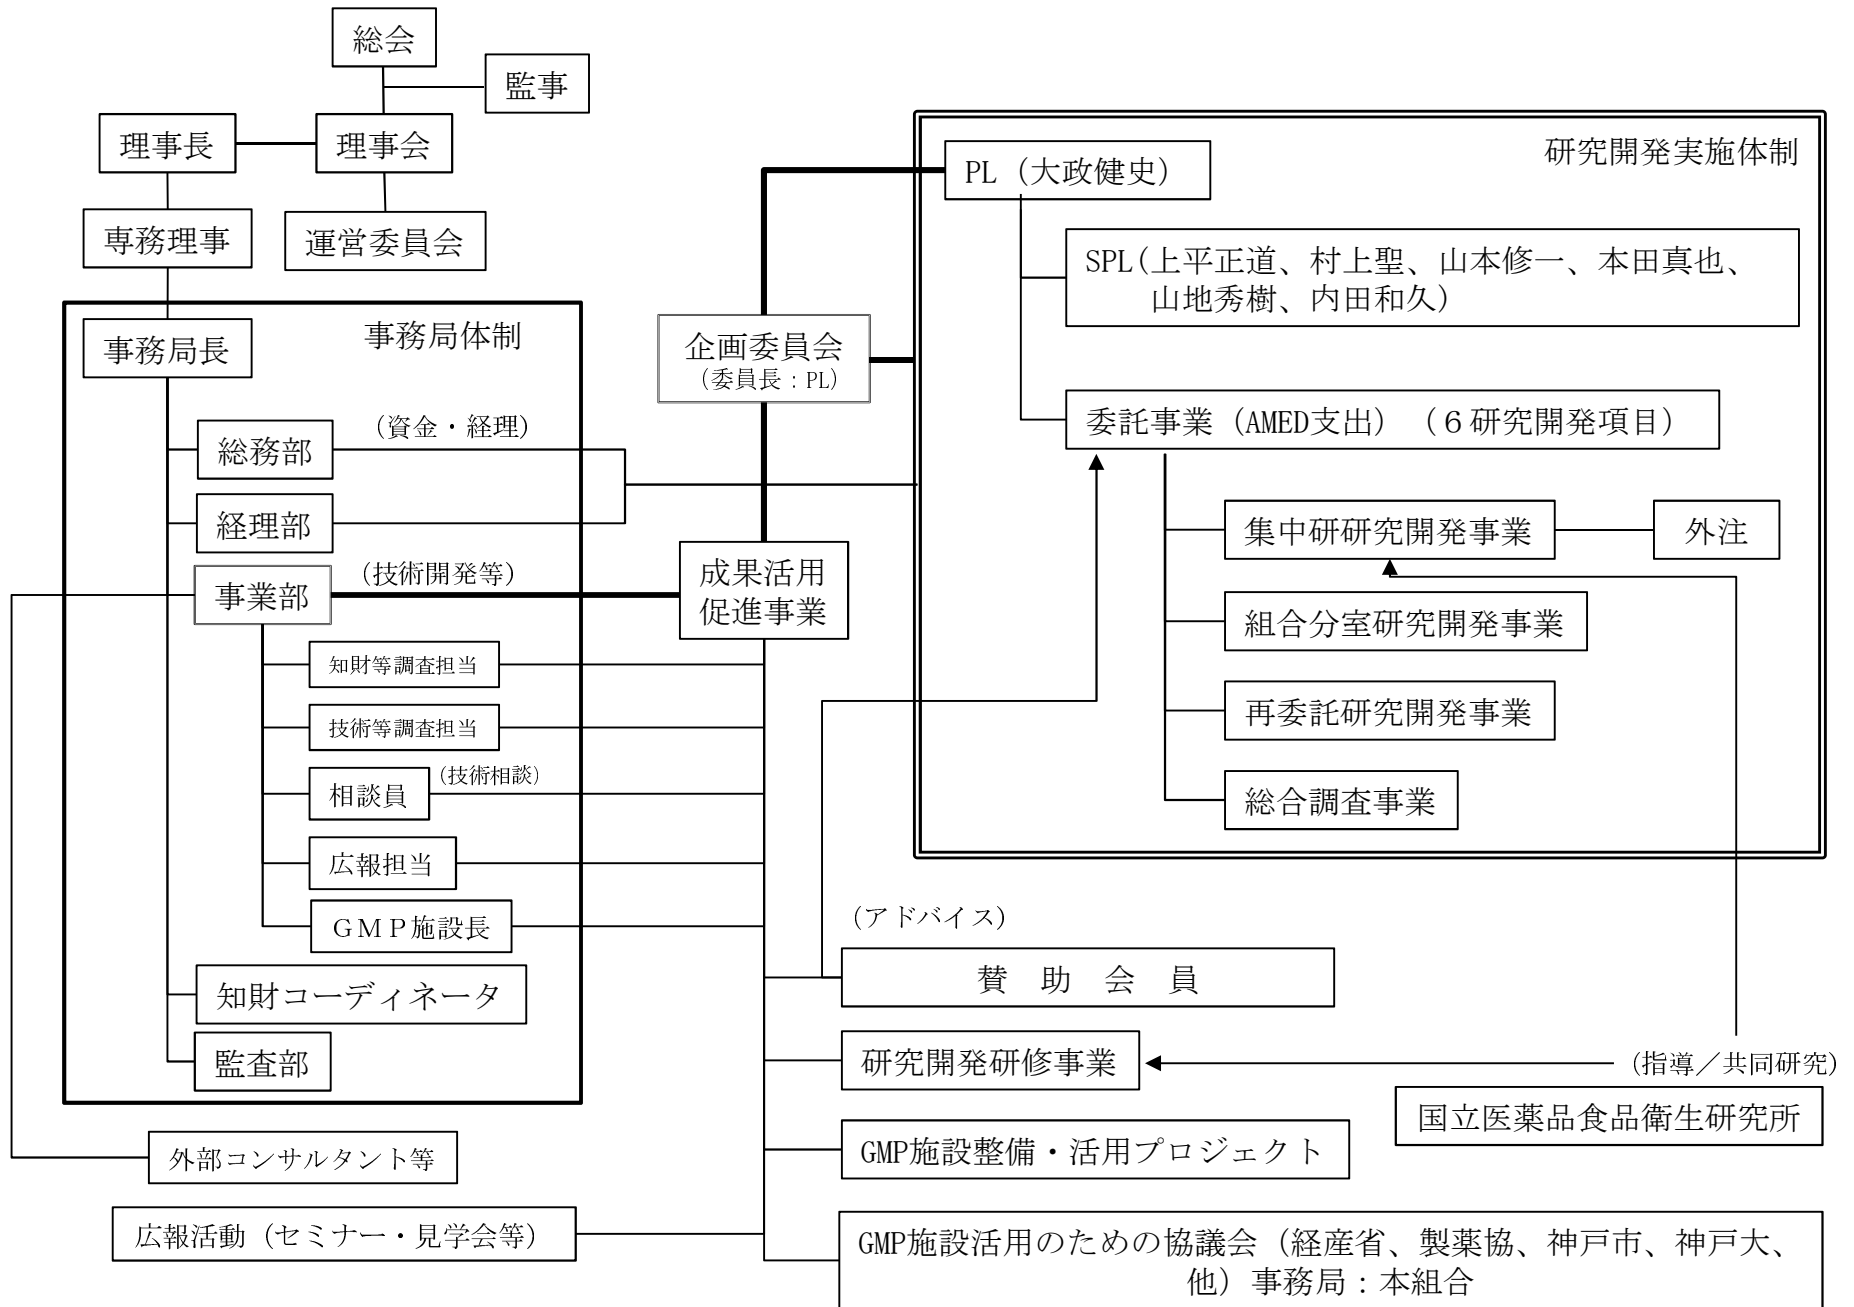 総会
監事
理事長
理事会
専務理事
運営委員会
事務局体制
事務局長
総務部
(資金・経理)
経理部
事業部
(技術開発等)
知財等調査担当
技術等調査担当
相談員
(技術相談)
広報担当
ＧＭＰ施設長
知財コーディネータ
監査部
外部コンサルタント等
広報活動（セミナー・見学会等）
企画委員会
(委員長：PL)
成果活用
促進事業
研究開発実施体制
PL（大政健史）
SPL(上平正道、村上聖、山本修一、本田真也、
山地秀樹、内田和久)
委託事業（AMED支出）（６研究開発項目）
集中研研究開発事業
外注
組合分室研究開発事業
再委託研究開発事業
総合調査事業
(アドバイス)
賛　助　会　員
研究開発研修事業
(指導／共同研究)
国立医薬品食品衛生研究所
GMP施設整備・活用プロジェクト
GMP施設活用のための協議会（経産省、製薬協、神戸市、神戸大、
他）事務局：本組合